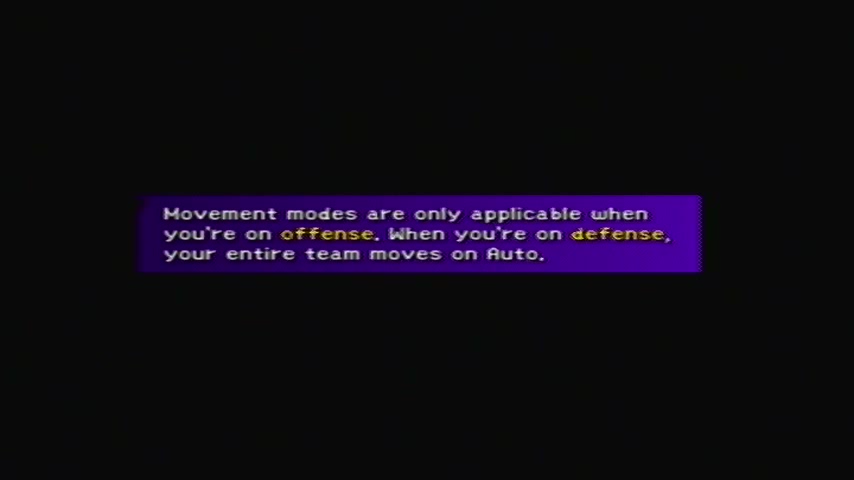 Movement modes are only applicable when
you're on offense. When you're on defense,
your entire team moves on Auto.